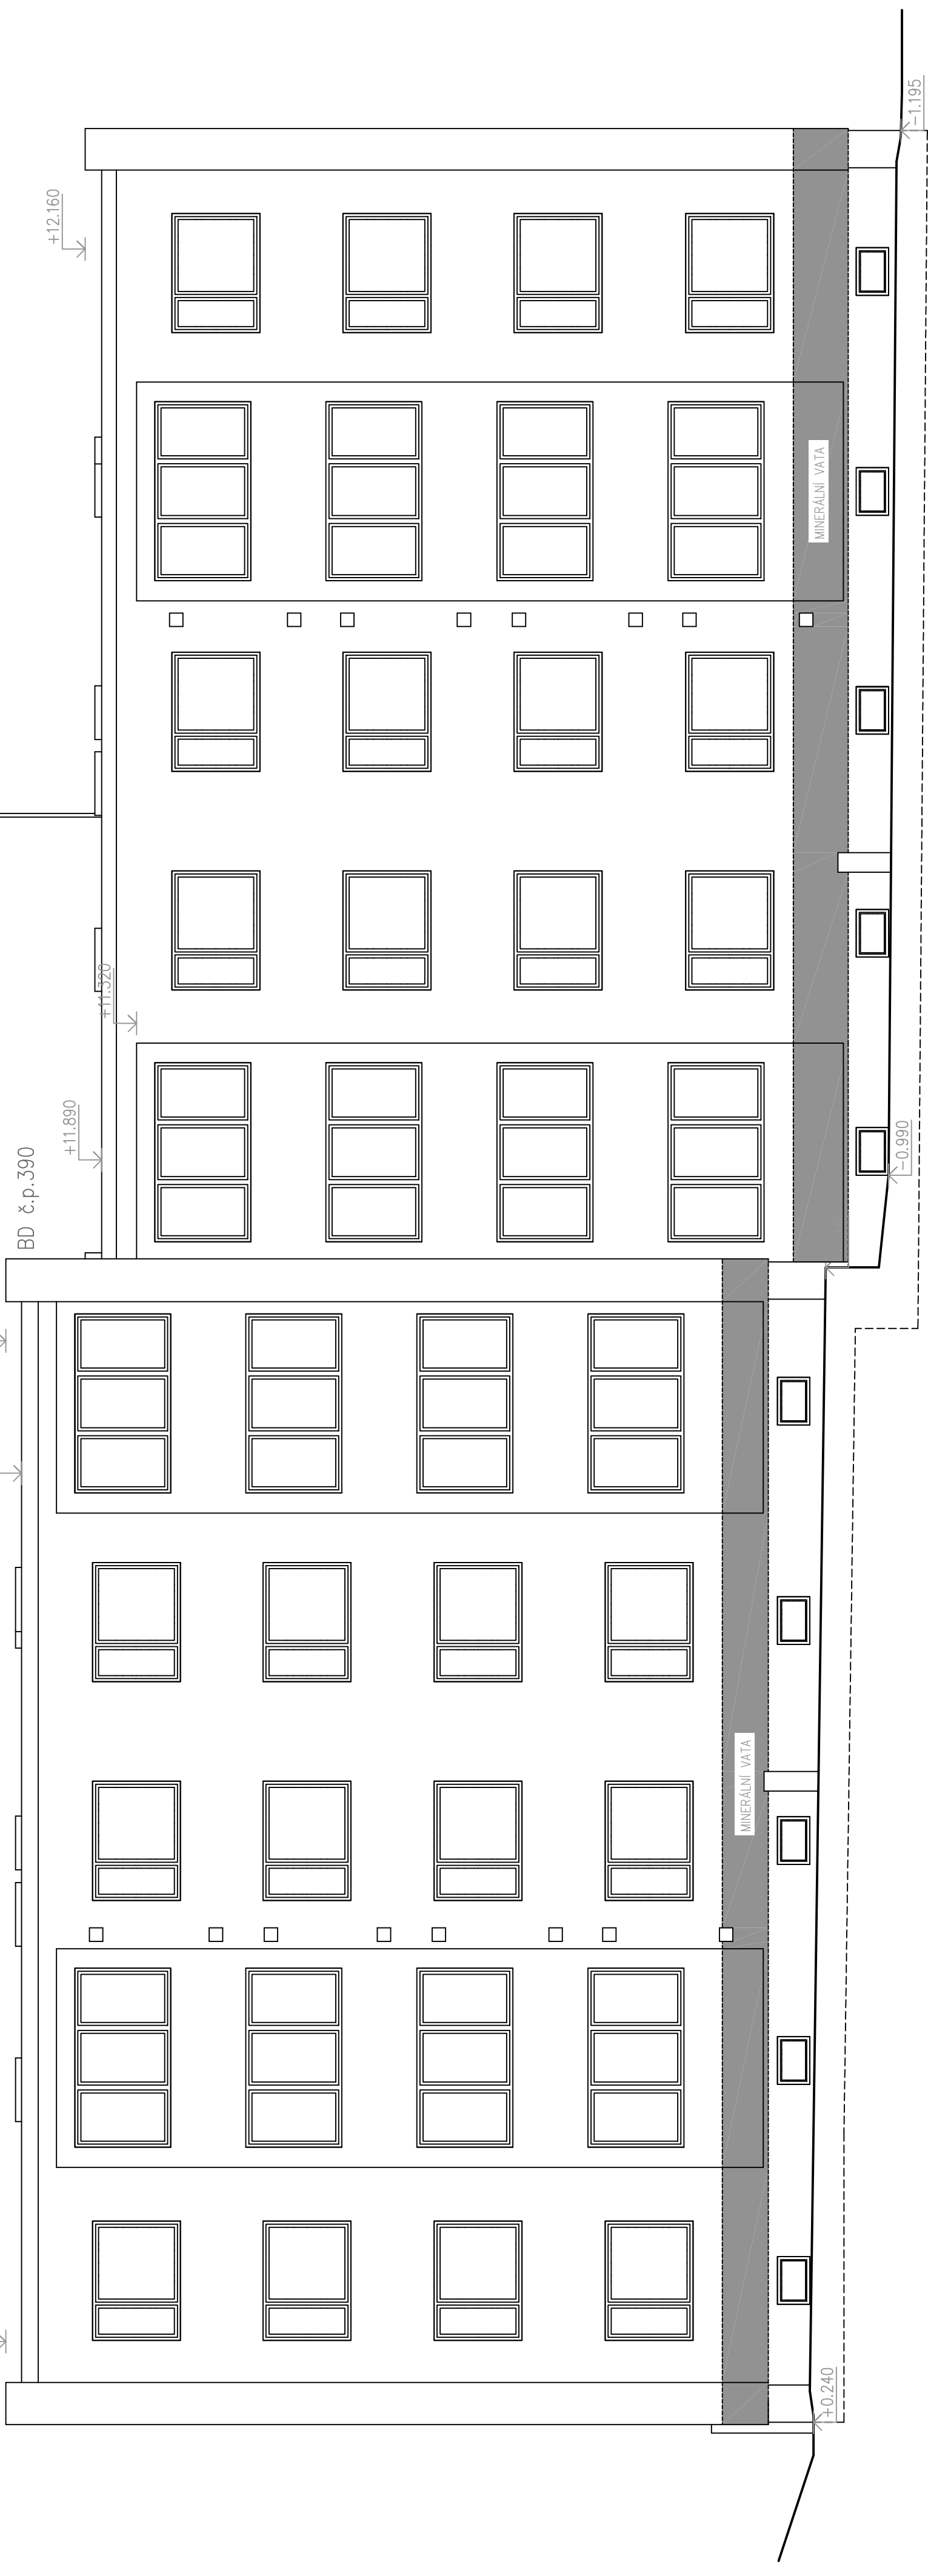 BD č.p.390
+11.890
+11.320
+12.160
MINERÁLNÍ VATA
MINERÁLNÍ VATA
+0.240
-0.990
-1.195